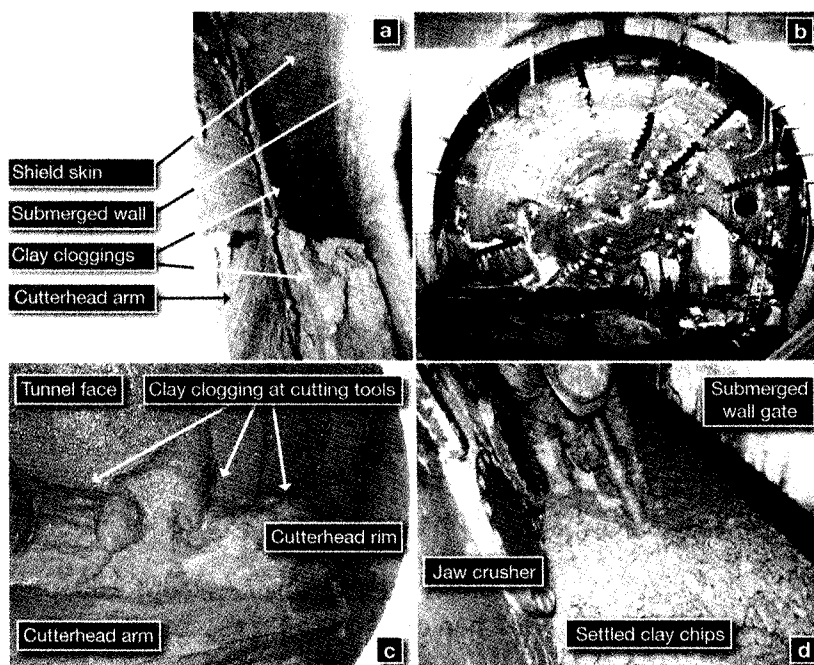 a
b
Shield skin
Submerged wall
Clay cloggings
Cutterhead arm
Tunnel face
Clay clogging at cutting tools
Submerged
wall gate
Cutterhead rim
Jaw crusher
Cutterhead arm
c
Settled clay chips
d